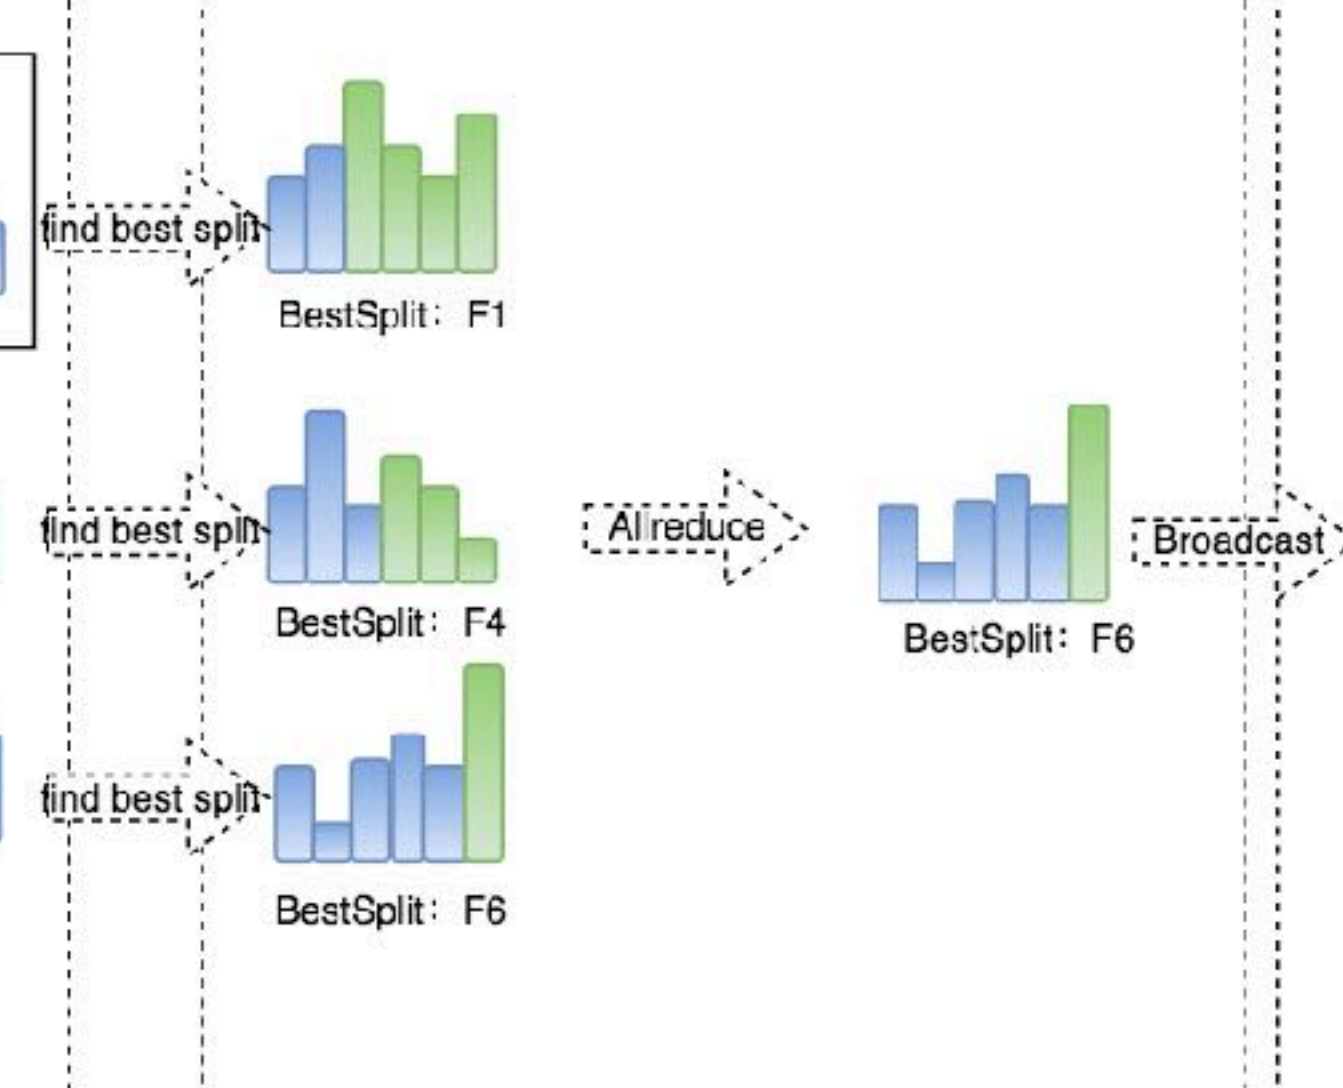 find best split
BestSplit: F1
find best split
BestSplit: F4
Allreduce
BestSplit: F6
Broadcast
find best split
BestSplit: F6